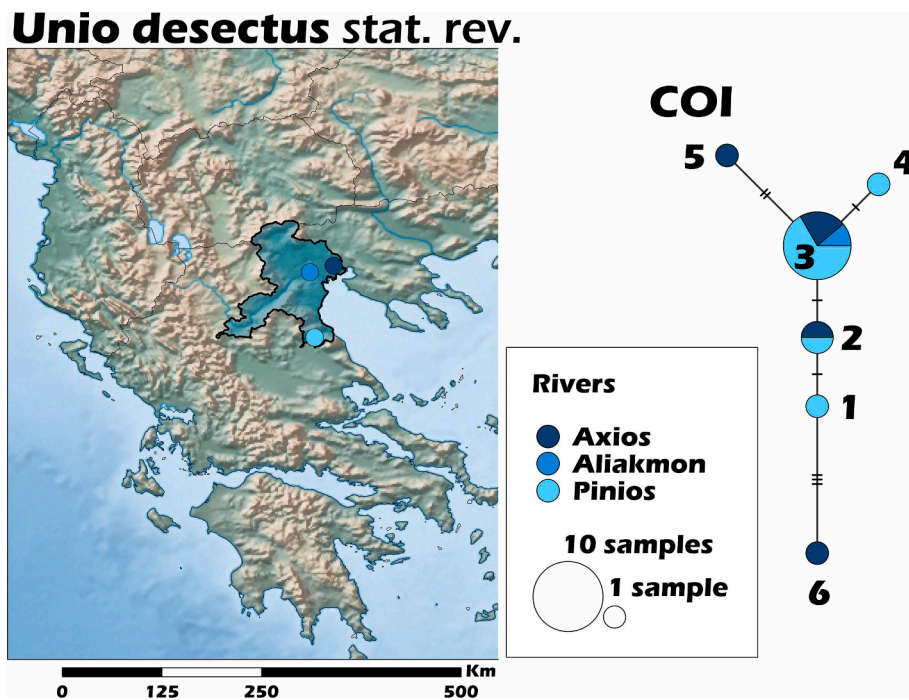 Unio desectus stat. rev.
COI
5
4
3
2
1
6
Rivers
Axios
Aliakmon
Pinios
10 samples
1 sample
Km
0 125 250 500